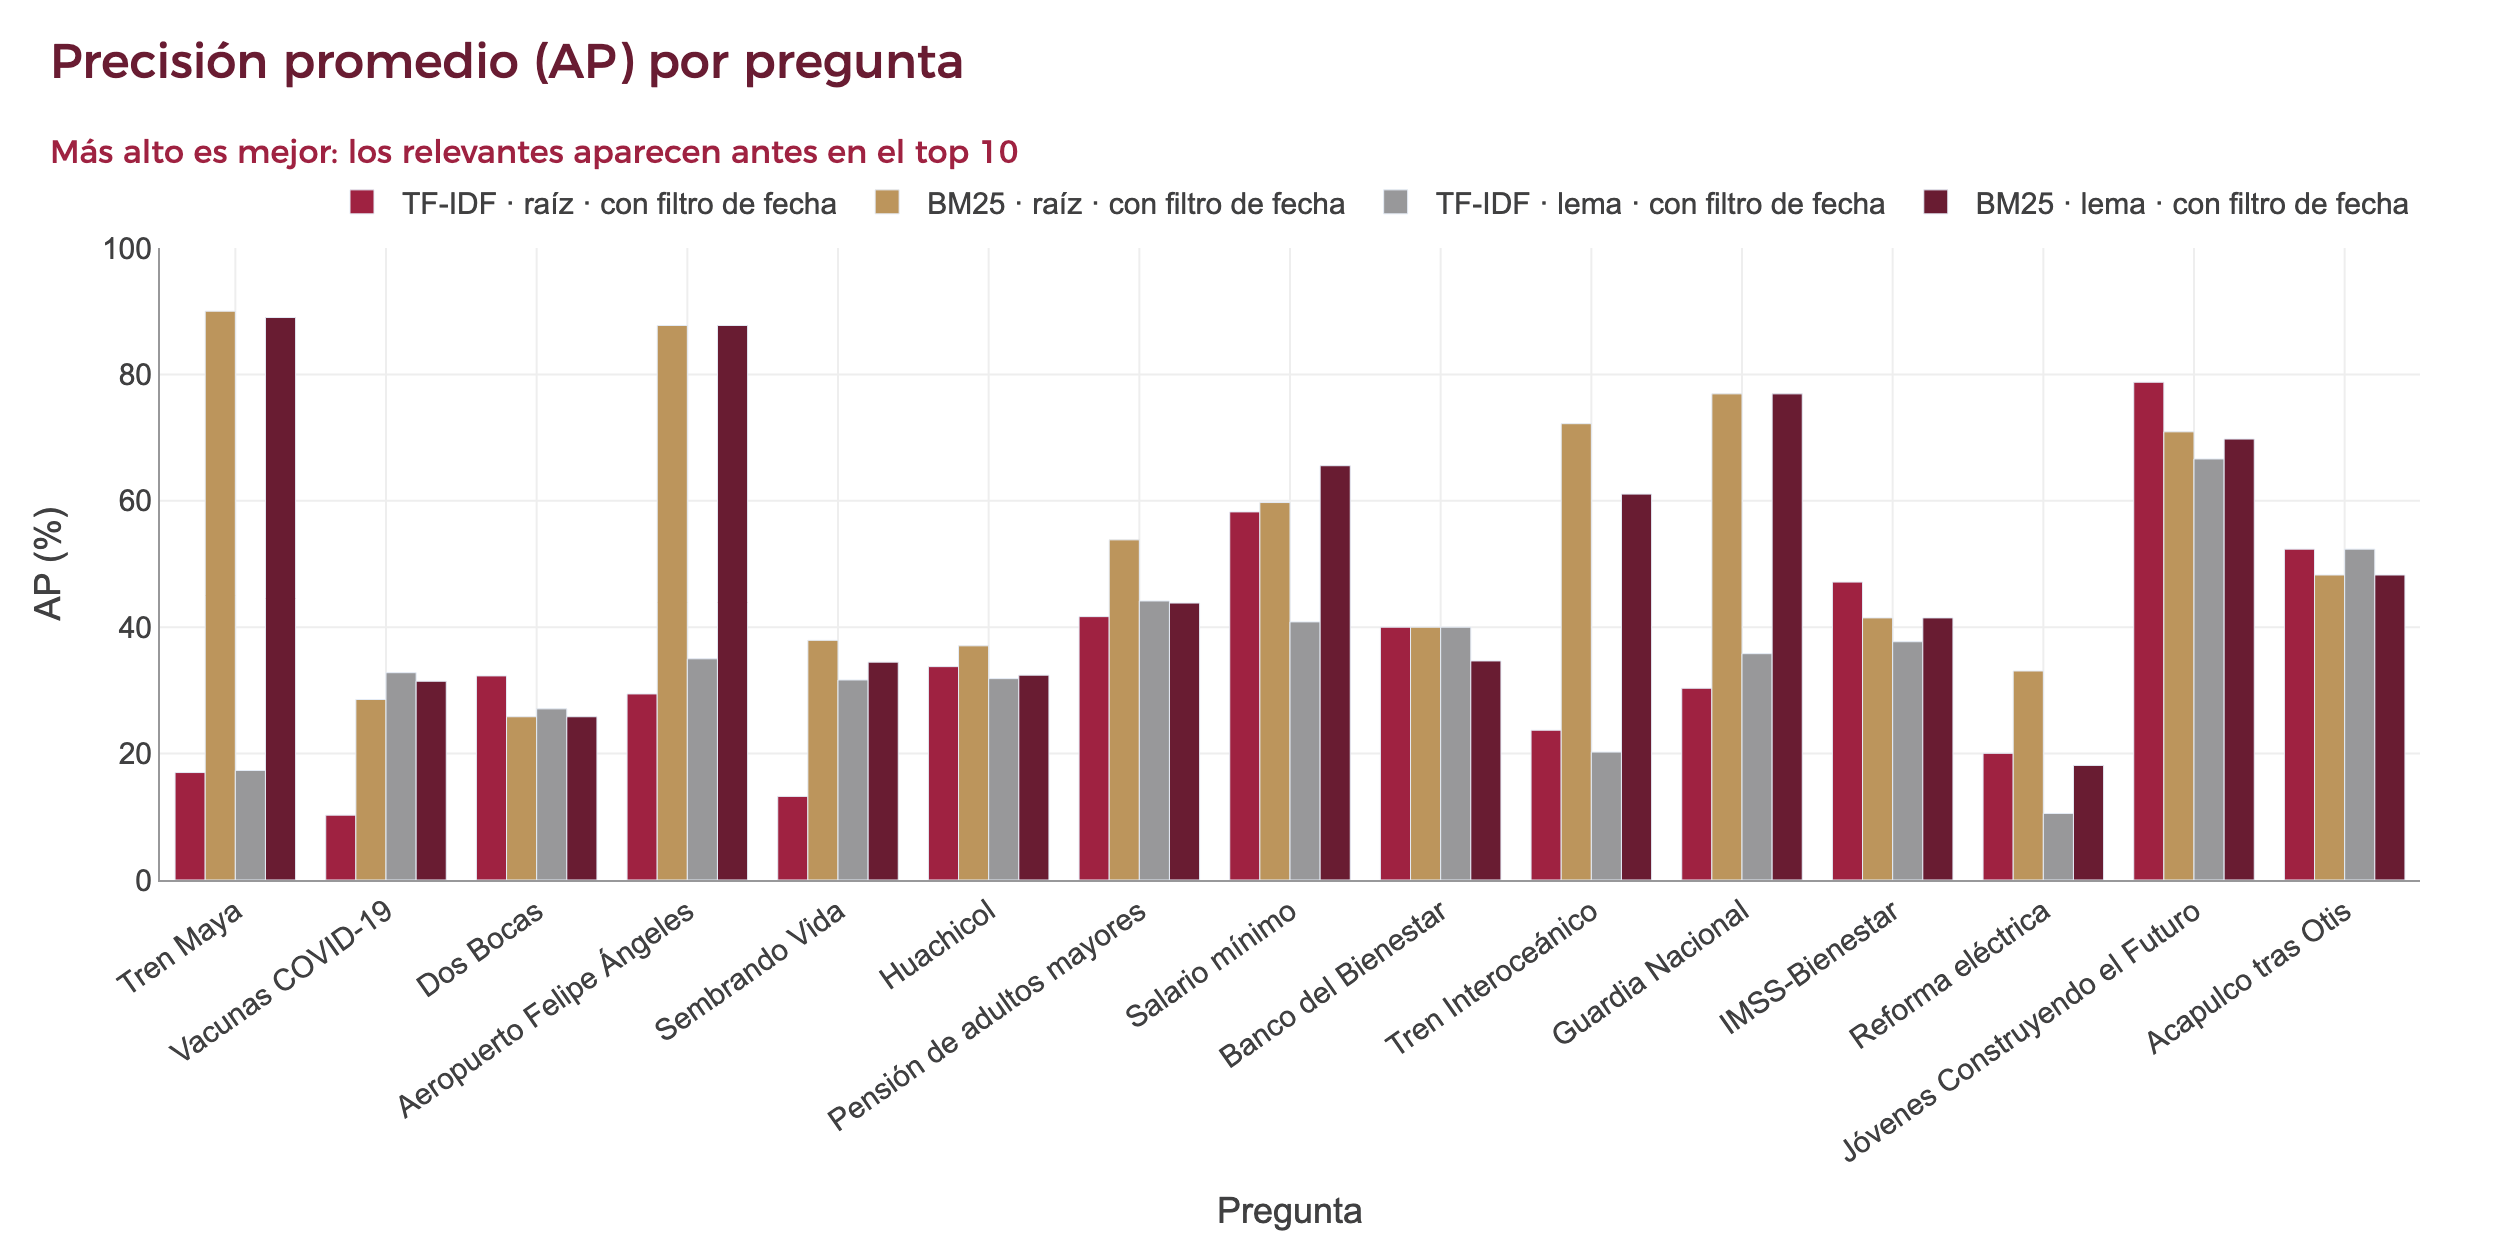 Precisión promedio (AP) por pregunta
Más alto es mejor: los relevantes aparecen antes en el top 10
TF-IDF · raíz · con filtro de fecha
BM25 · raíz · con filtro de fecha
TF-IDF · lema · con filtro de fecha
BM25 · lema · con filtro de fecha
AP (%)
100
80
60
40
20
0
Tren Maya
Vacunas COVID-19
Dos Bocas
Aeropuerto Felipe Ángeles
Sembrando Vida
Huachicol
Pensión de adultos mayores
Salario mínimo
Banco del Bienestar
Tren Interoceánico
Guardia Nacional
IMSS-Bienestar
Reforma eléctrica
Jóvenes Construyendo el Futuro
Acapulco tras Otis
Pregunta